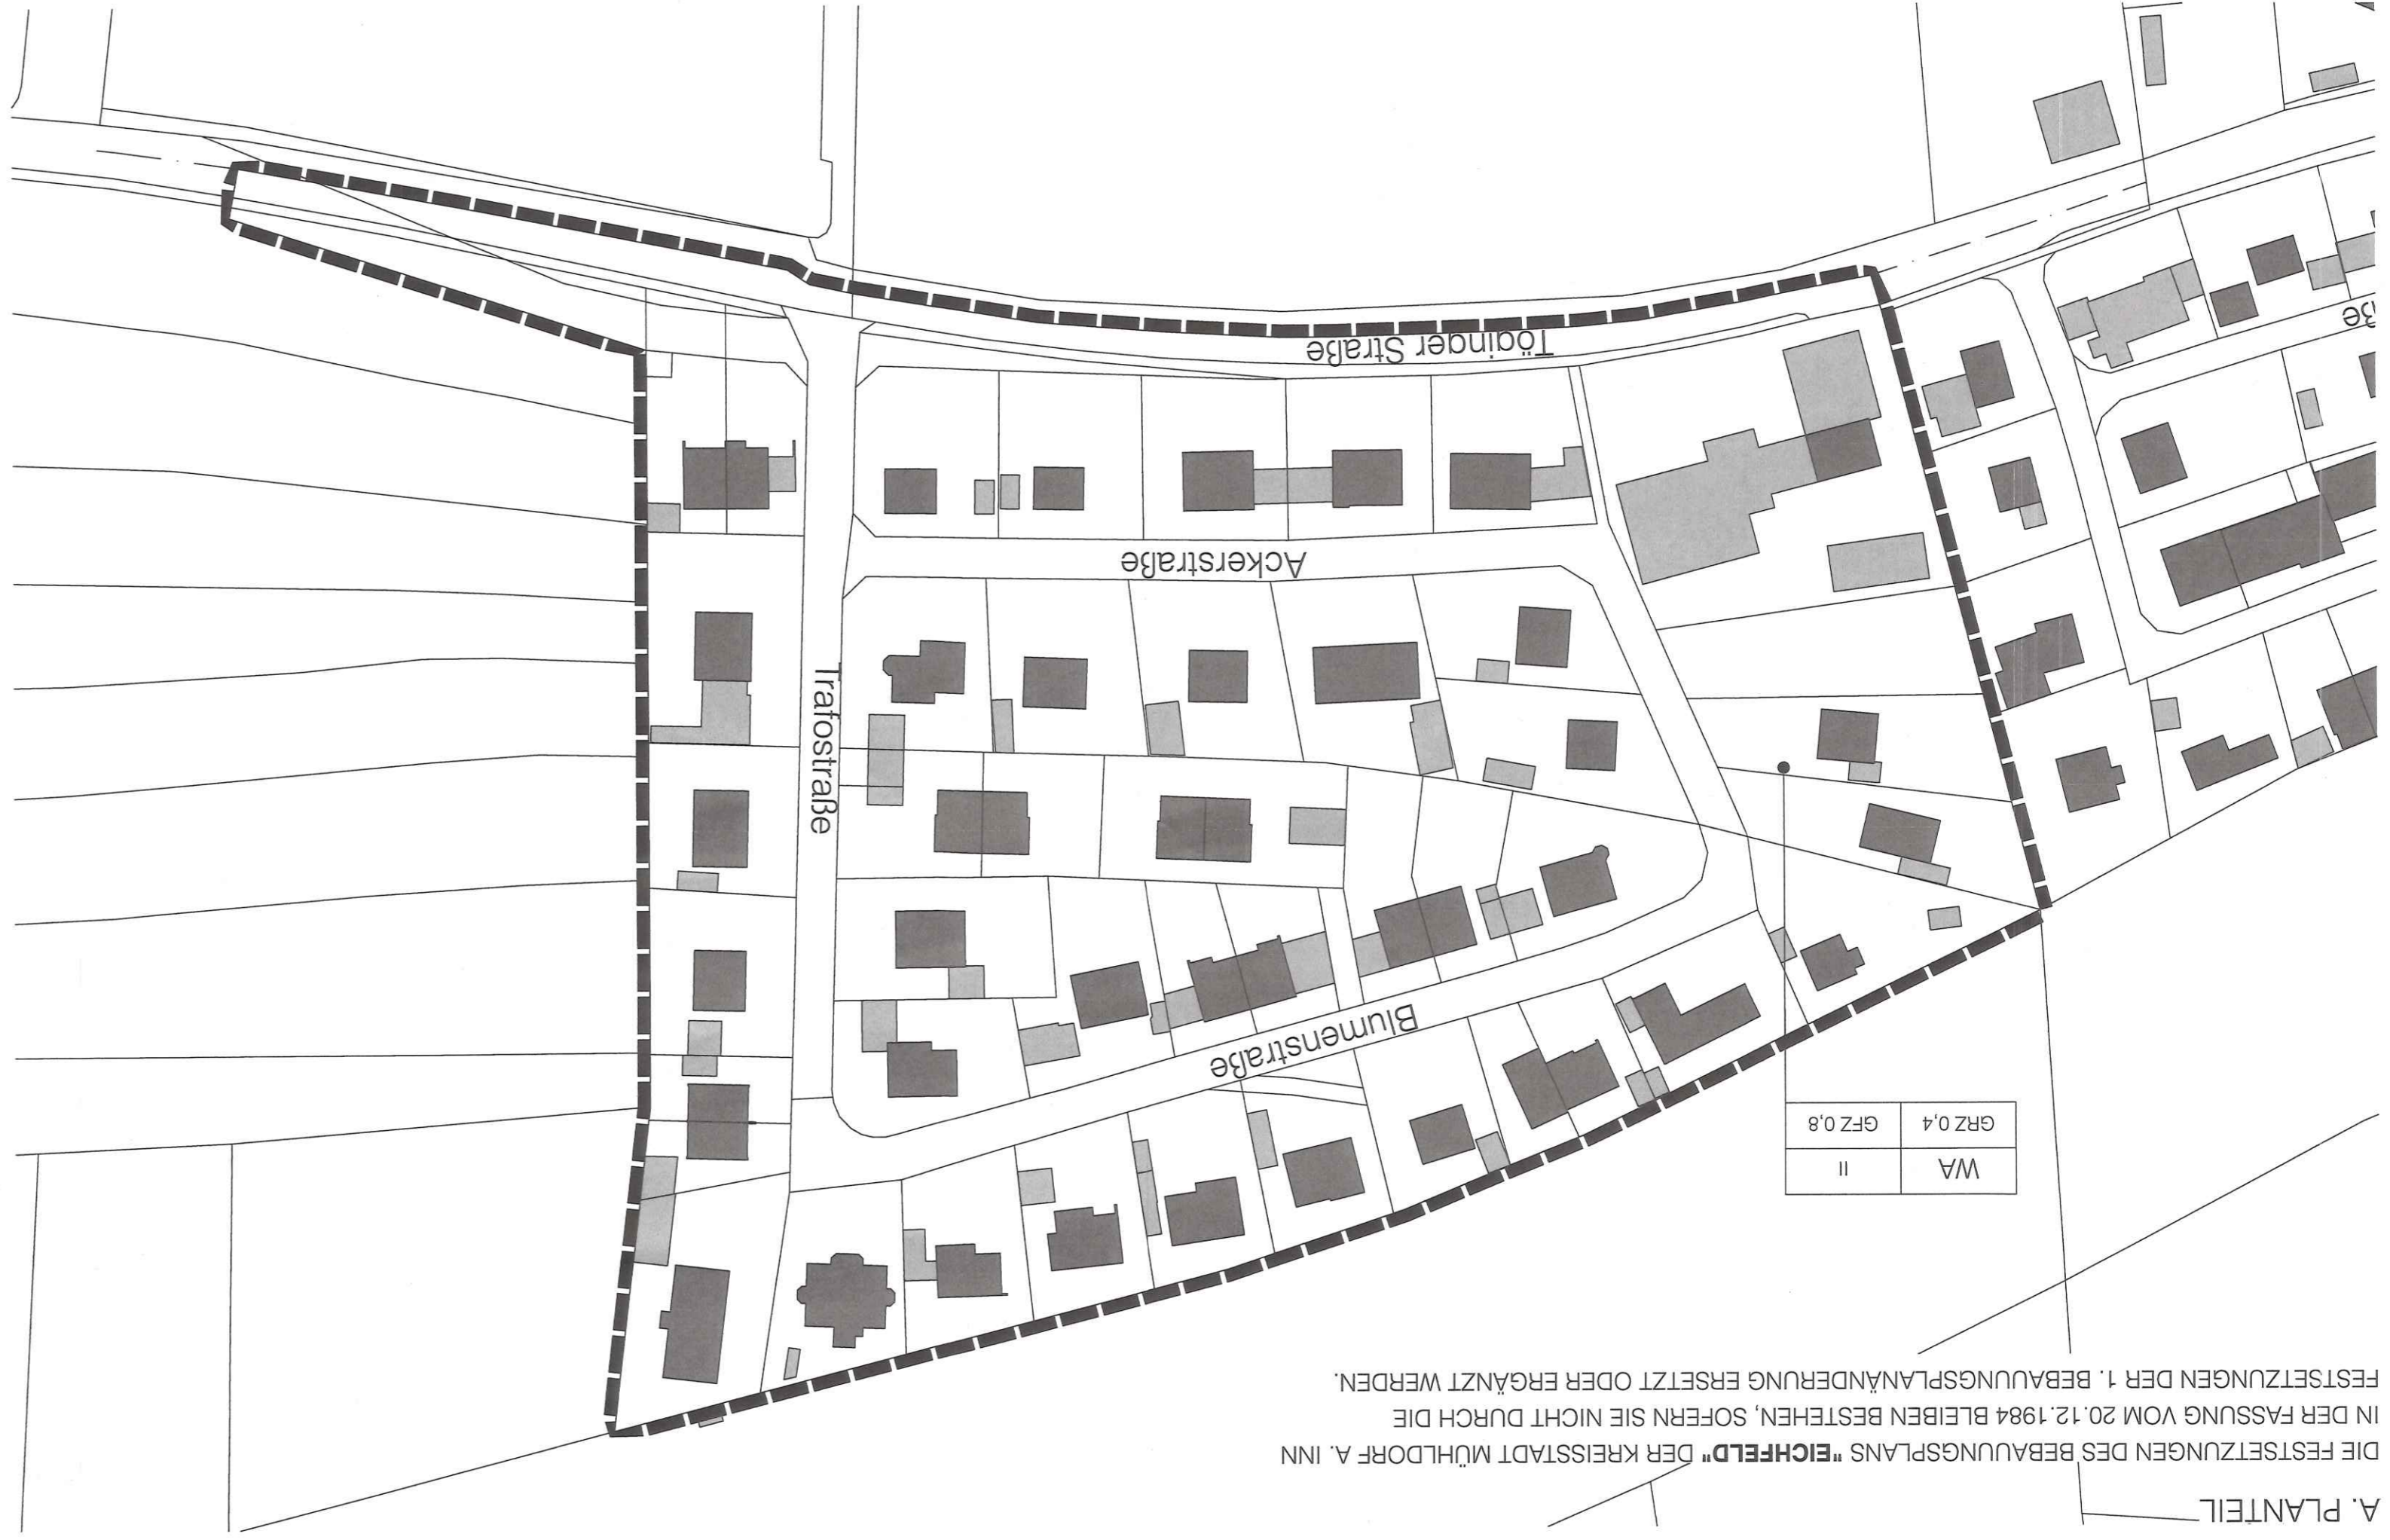 A. PLANTEIL
DIE FESTSETZUNGEN DES BEBAUUNGSPLANS "EICHFELD" DER KREISSTADT MÜHLDORF A. INN
IN DER FASSUNG VOM 20.12.1984 BLEIBEN BESTEHEN, SOFERN SIE NICHT DURCH DIE
FESTSETZUNGEN DER 1. BEBAUUNGSPLANÄNDERUNG ERSETZT ODER ERGÄNZT WERDEN.
WA II
GRZ 0,4 GFZ 0,8
Blumenstraße
Trafostraße
Ackerstraße
Töginger Straße
ße